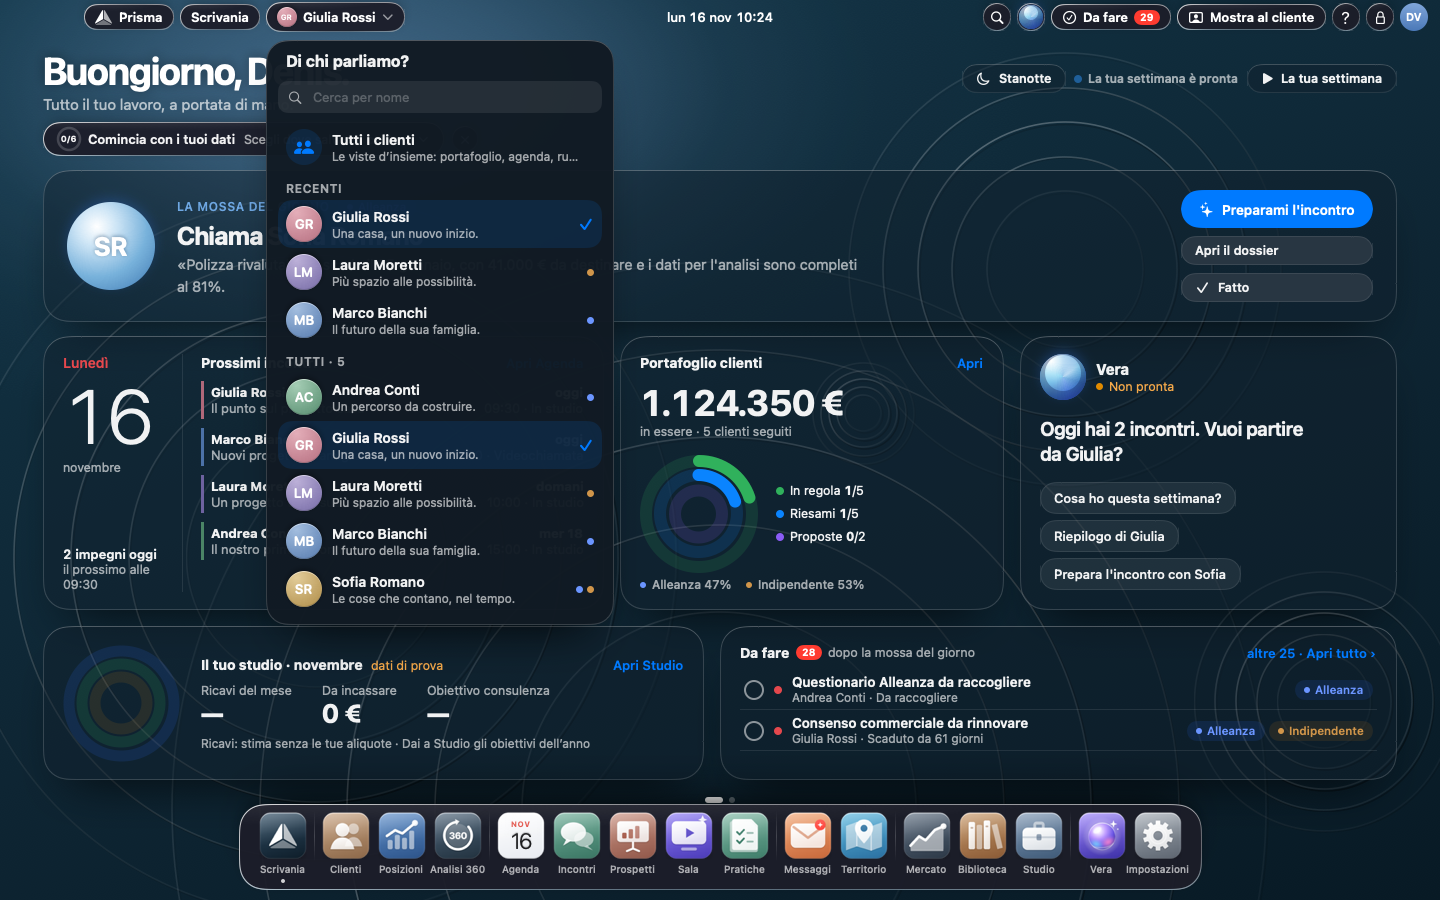 Prisma
Scrivania
GR Giulia Rossi
lun 16 nov 10:24
Da fare 29
Mostra al cliente
?
DV
Buongiorno, D
Tutto il tuo lavoro, a portata di
Stanotte
La tua settimana è pronta
La tua settimana
0/6 Comincia con i tuoi dati
Di chi parliamo?
Cerca per nome
Tutti i clienti
Le viste d'insieme: portafoglio, agenda, ru...
RECENTI
GR Giulia Rossi
Una casa, un nuovo inizio.
LM Laura Moretti
Più spazio alle possibilità.
MB Marco Bianchi
Il futuro della sua famiglia.
TUTTI · 5
AC Andrea Conti
Un percorso da costruire.
GR Giulia Rossi
Una casa, un nuovo inizio.
LM Laura Moretti
Più spazio alle possibilità.
MB Marco Bianchi
Il futuro della sua famiglia.
SR Sofia Romano
Le cose che contano, nel tempo.
SR
LA MOSSA DE
Chiama
«Polizza e i dati per l'analisi sono completi
al 81%.
Preparami l'incontro
Apri il dossier
Fatto
Lunedì
16
novembre
2 impegni oggi
il prossimo alle
09:30
Prossimi
Giulia
Il punto
Marco
Nuovi
Laura
Un
Andrea
Il nostro
Portafoglio clienti
Apri
1.124.350 €
in essere · 5 clienti seguiti
In regola 1/5
Riesami 1/5
Proposte 0/2
Alleanza 47%
Indipendente 53%
Vera
Non pronta
Oggi hai 2 incontri. Vuoi partire
da Giulia?
Cosa ho questa settimana?
Riepilogo di Giulia
Prepara l'incontro con Sofia
Il tuo studio · novembre dati di prova
Apri Studio
Ricavi del mese
Da incassare
Obiettivo consulenza
—
0 €
—
Ricavi: stima senza le tue aliquote · Dai a Studio gli obiettivi dell'anno
Da fare 28 dopo la mossa del giorno
altre 25 · Apri tutto ›
Questionario Alleanza da raccogliere
Andrea Conti · Da raccogliere
Alleanza
Consenso commerciale da rinnovare
Giulia Rossi · Scaduto da 61 giorni
Alleanza
Indipendente
360
NOV
16
Scrivania
Clienti
Posizioni
Analisi 360
Agenda
Incontri
Prospetti
Sala
Pratiche
Messaggi
Territorio
Mercato
Biblioteca
Studio
Vera
Impostazioni